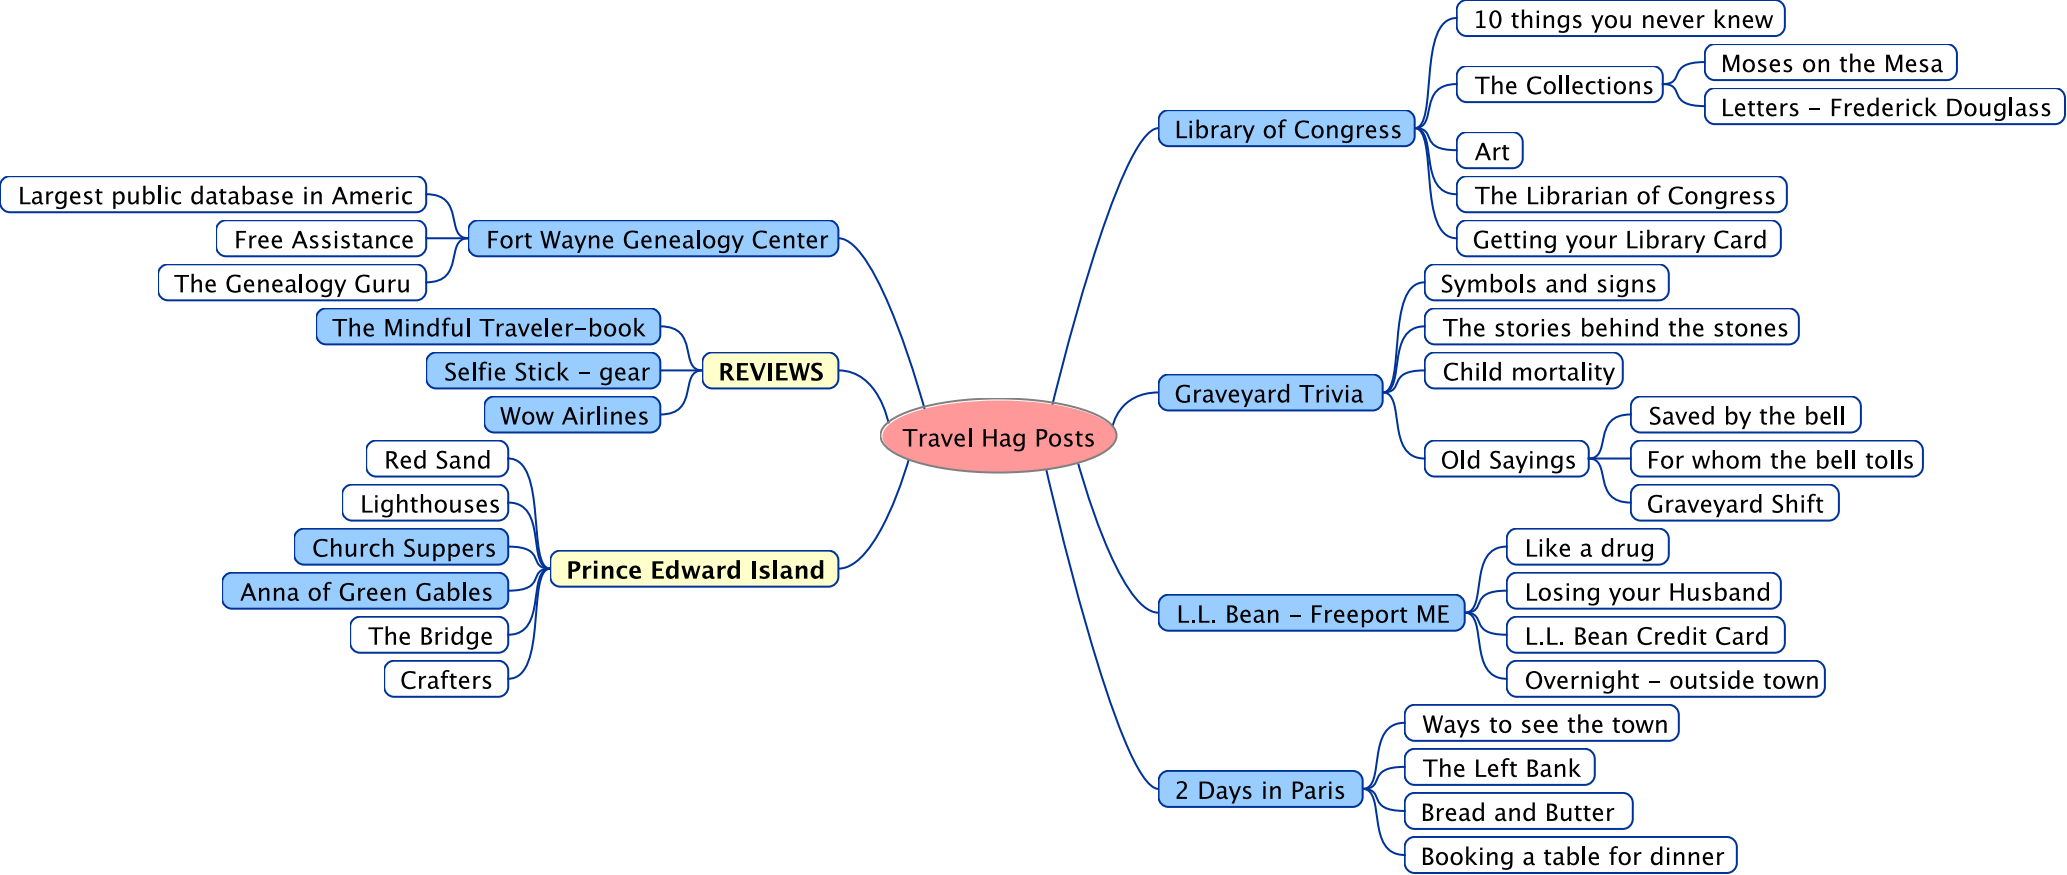 Travel Hag Posts
Library of Congress
10 things you never knew
The Collections
Moses on the Mesa
Letters – Frederick Douglass
Art
The Librarian of Congress
Getting your Library Card
Graveyard Trivia
Symbols and signs
The stories behind the stones
Child mortality
Old Sayings
Saved by the bell
For whom the bell tolls
Graveyard Shift
L.L. Bean – Freeport ME
Like a drug
Losing your Husband
L.L. Bean Credit Card
Overnight – outside town
2 Days in Paris
Ways to see the town
The Left Bank
Bread and Butter
Booking a table for dinner
Fort Wayne Genealogy Center
Largest public database in Americ
Free Assistance
The Genealogy Guru
REVIEWS
The Mindful Traveler–book
Selfie Stick – gear
Wow Airlines
Prince Edward Island
Red Sand
Lighthouses
Church Suppers
Anna of Green Gables
The Bridge
Crafters